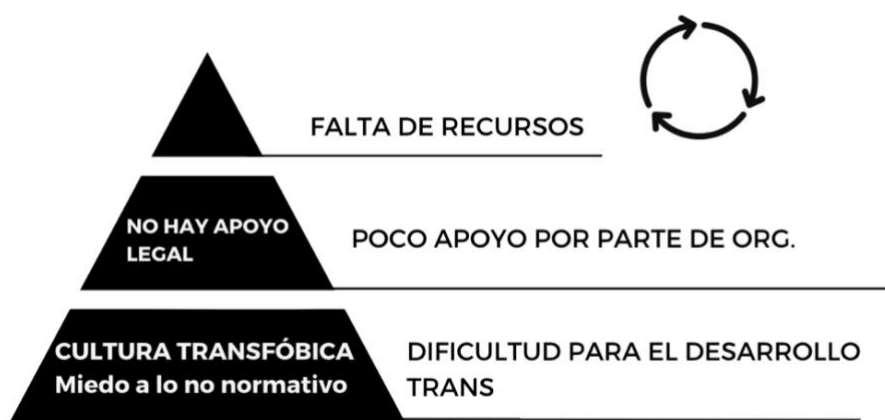 FALTA DE RECURSOS
NO HAY APOYO
LEGAL
POCO APOYO POR PARTE DE ORG.
CULTURA TRANSFÓBICA
Miedo a lo no normativo
DIFICULTUD PARA EL DESARROLLO
TRANS